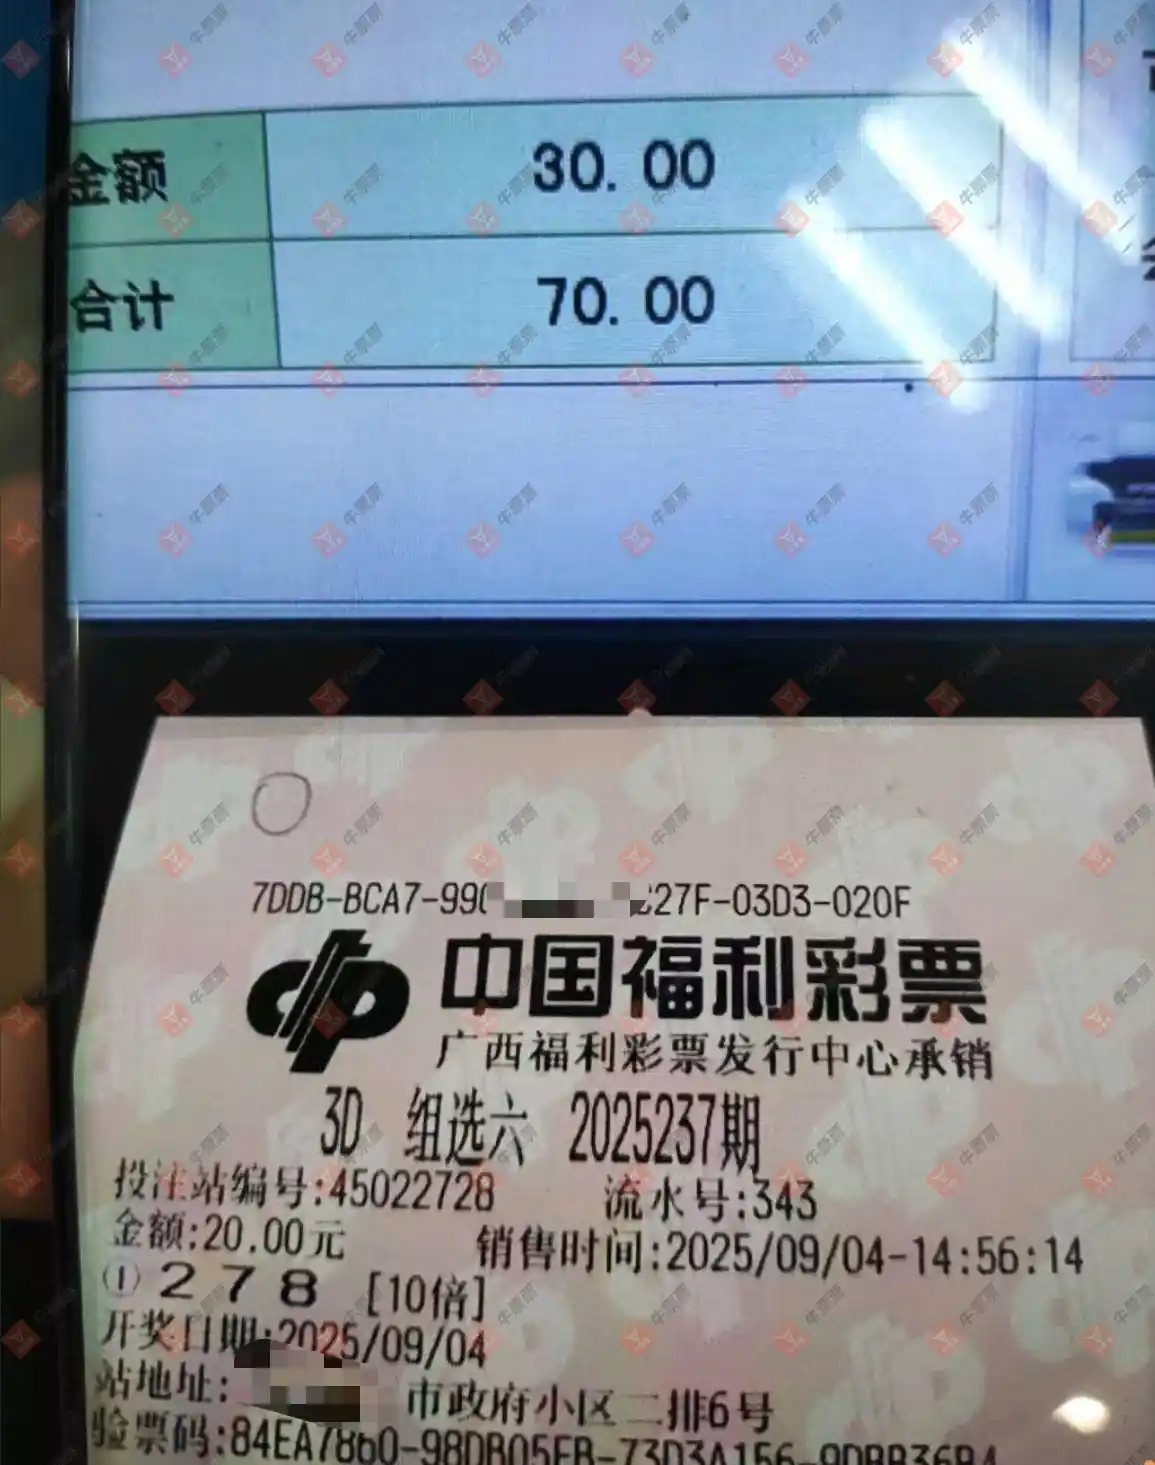 金额 30.00
合计 70.00
7DDB-BCA7-990 C27F-03D3-020F
中国福利彩票
广西福利彩票发行中心承销
3D 组选六 2025237期
投注站编号:45022728 流水号:343
金额:20.00元 销售时间:2025/09/04-14:56:14
① 2 7 8 [10倍]
开奖日期:2025/09/04
站地址: 市政府小区二排6号
验票码:84EA7860-98DB05EB-73D3A156-9DBB36B4